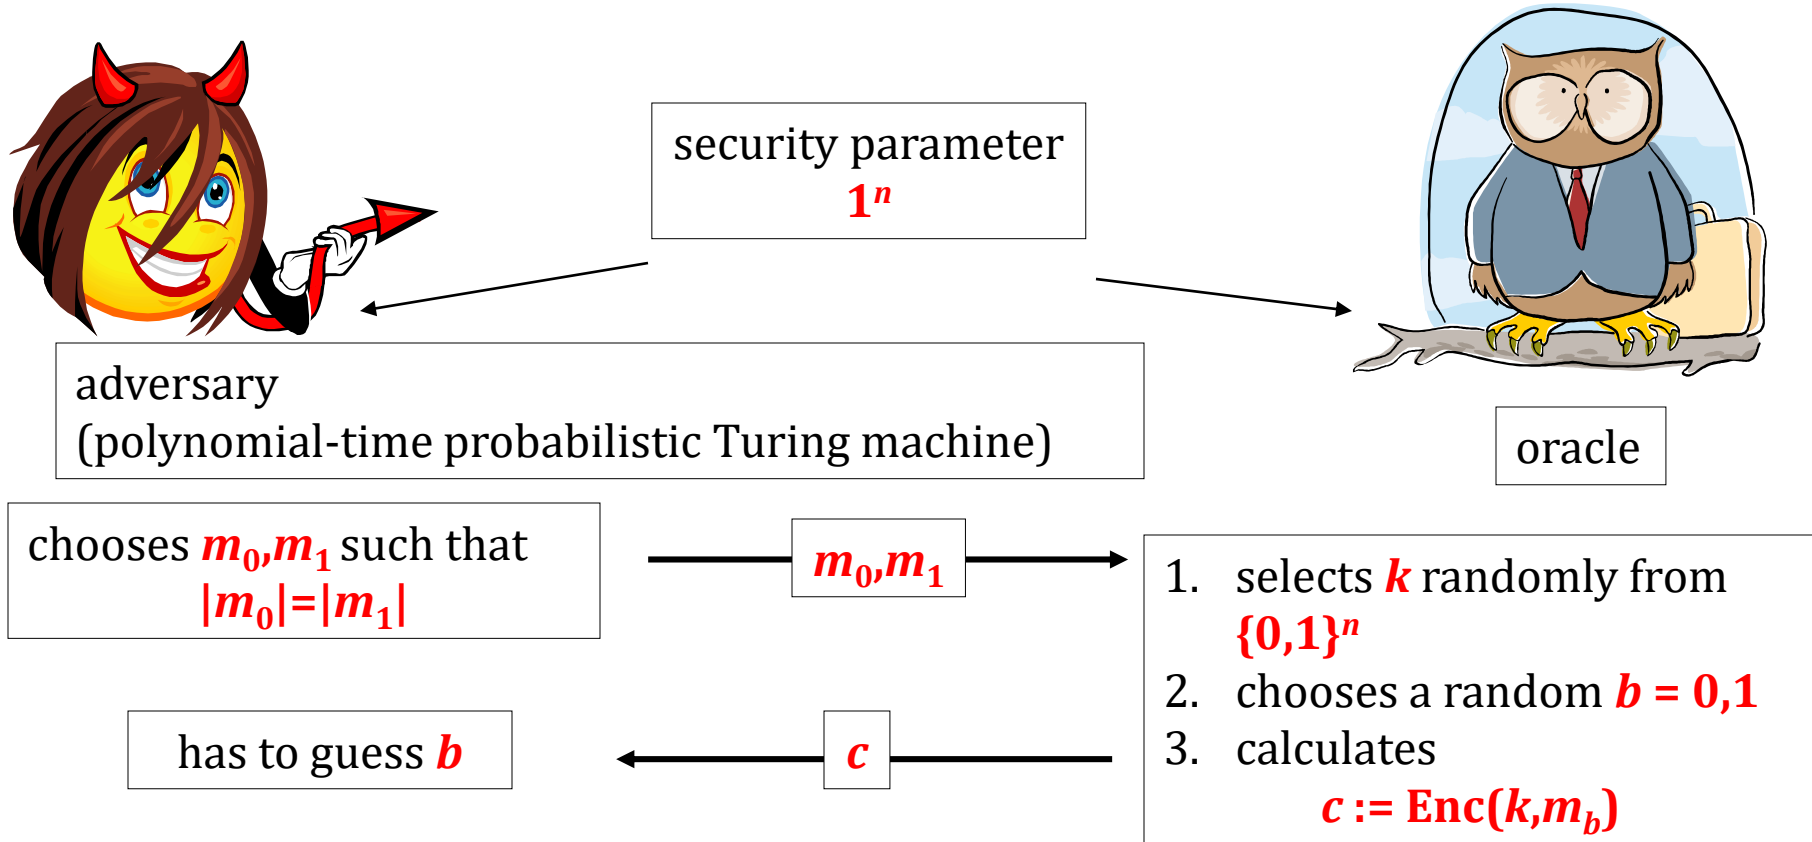 security parameter
1ⁿ
adversary
(polynomial-time probabilistic Turing machine)
oracle
chooses m₀,m₁ such that
|m₀|=|m₁|
m₀,m₁
1. selects k randomly from
{0,1}ⁿ
2. chooses a random b = 0,1
3. calculates
c := Enc(k,m_b)
c
has to guess b